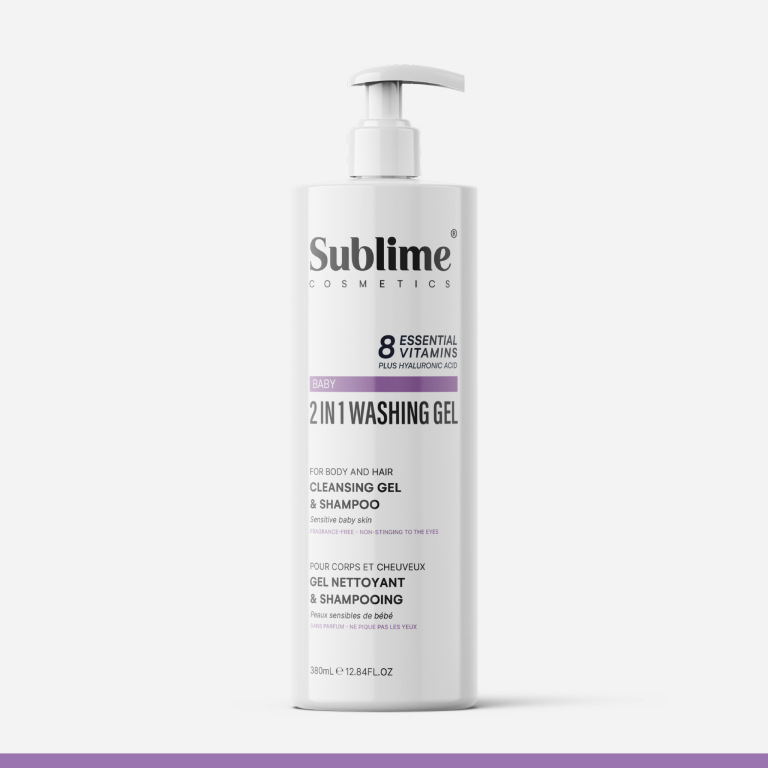 Sublime®
COSMETICS
8 ESSENTIAL
VITAMINS
PLUS HYALURONIC ACID
BABY
2 IN 1 WASHING GEL
FOR BODY AND HAIR
CLEANSING GEL
& SHAMPOO
Sensitive baby skin
FRAGRANCE-FREE - NON-STINGING TO THE EYES
POUR CORPS ET CHEUVEUX
GEL NETTOYANT
& SHAMPOOING
Peaux sensibles de bébé
SANS PARFUM - NE PIQUE PAS LES YEUX
380mL ℮ 12.84FL.OZ